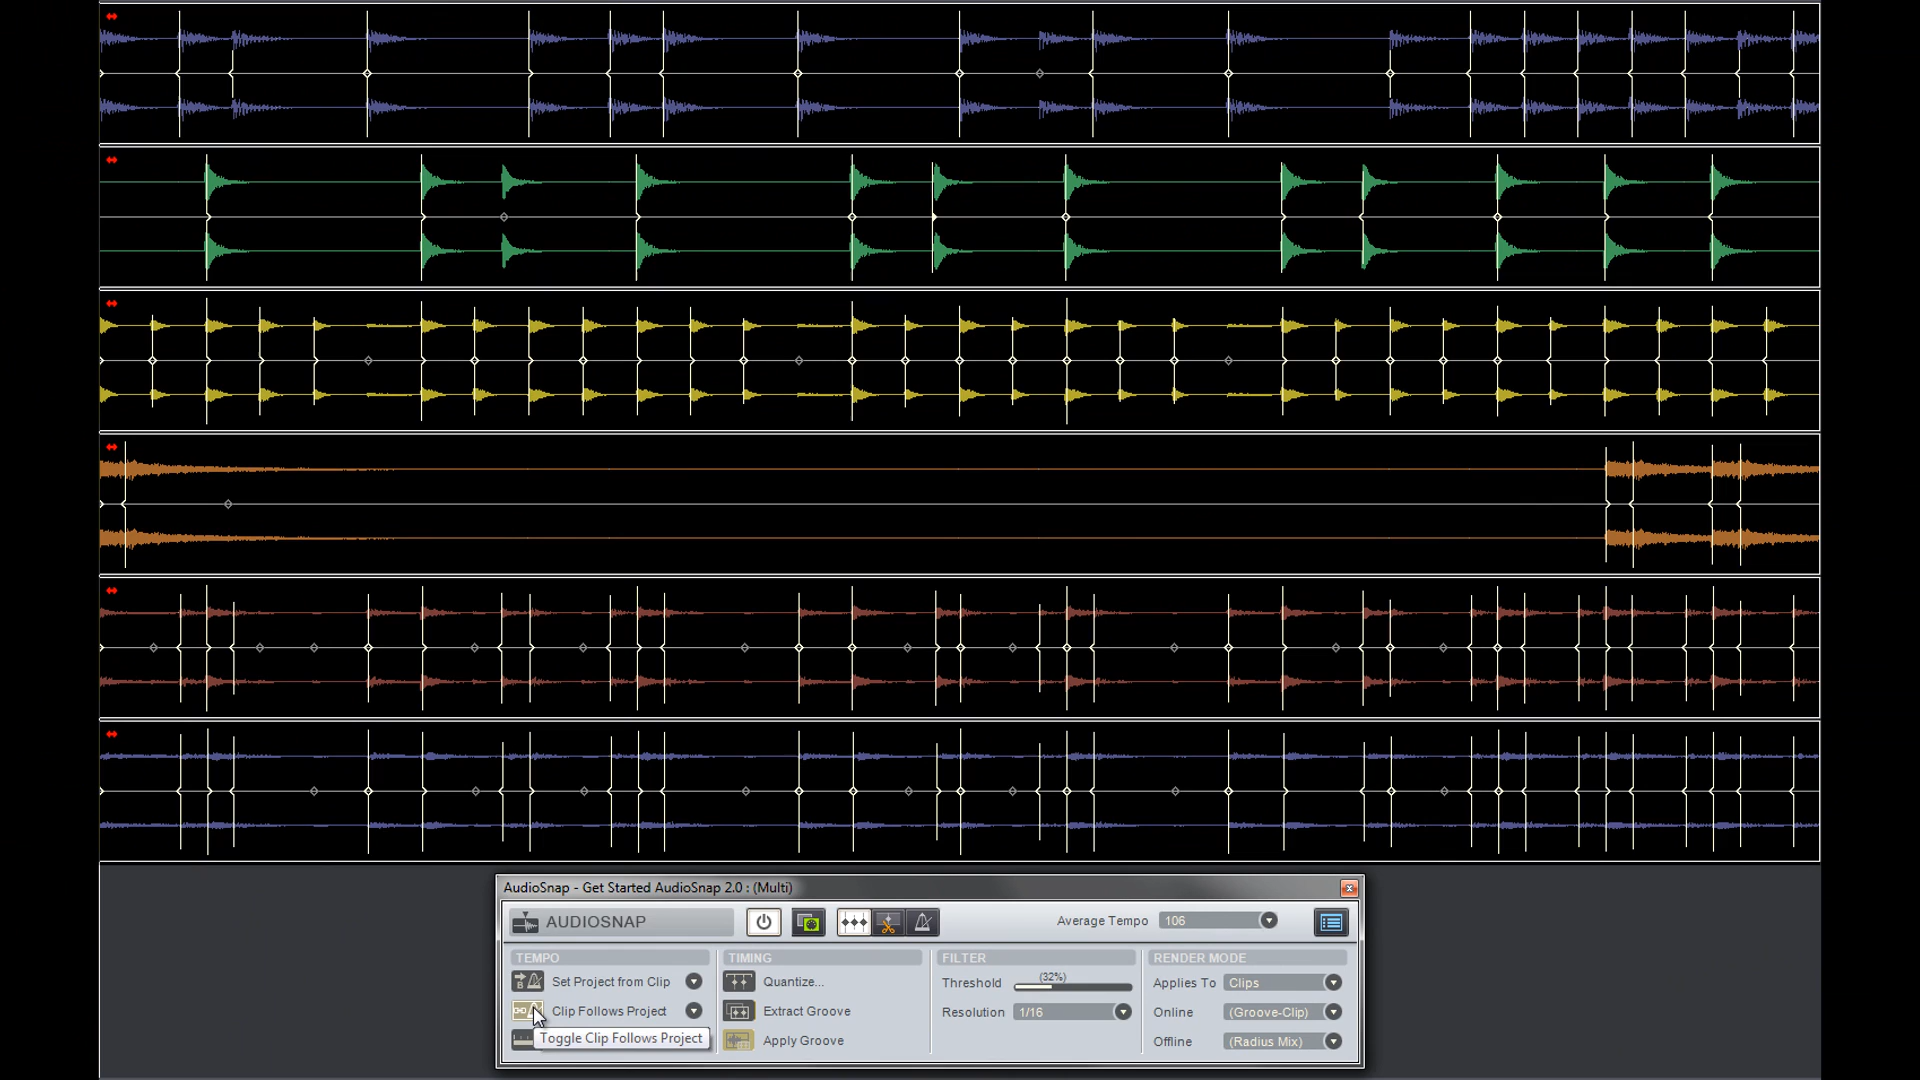 AudioSnap - Get Started AudioSnap 2.0 : (Multi)
AUDIOSNAP
Average Tempo 106
TEMPO
Set Project from Clip
Clip Follows Project
Toggle Clip Follows Project
TIMING
Quantize...
Extract Groove
Apply Groove
FILTER
Threshold (32%)
Resolution 1/16
RENDER MODE
Applies To Clips
Online (Groove-Clip)
Offline (Radius Mix)